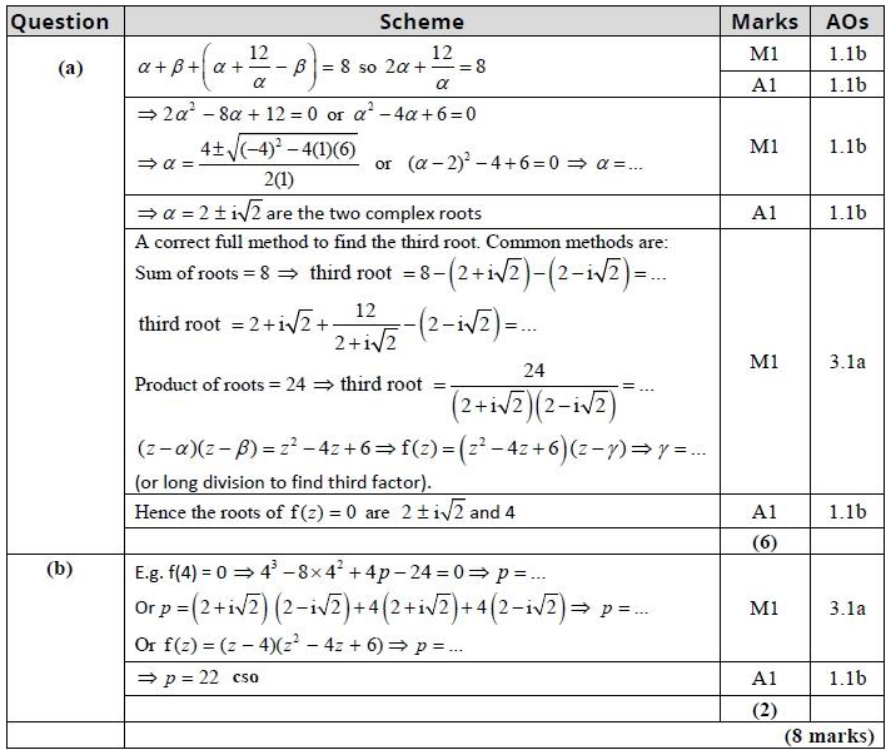 Question Scheme Marks AOs
(a) α + β + (α + 12/α − β) = 8 so 2α + 12/α = 8 M1 1.1b
A1 1.1b
⇒ 2α² − 8α + 12 = 0 or α² − 4α + 6 = 0
⇒ α = (4 ± √((−4)² − 4(1)(6)))/(2(1)) or (α − 2)² − 4 + 6 = 0 ⇒ α = ... M1 1.1b
⇒ α = 2 ± i√2 are the two complex roots A1 1.1b
A correct full method to find the third root. Common methods are:
Sum of roots = 8 ⇒ third root = 8 − (2 + i√2) − (2 − i√2) = ...
third root = 2 + i√2 + 12/(2 + i√2) − (2 − i√2) = ...
Product of roots = 24 ⇒ third root = 24/((2 + i√2)(2 − i√2)) = ... M1 3.1a
(z − α)(z − β) = z² − 4z + 6 ⇒ f(z) = (z² − 4z + 6)(z − γ) ⇒ γ = ...
(or long division to find third factor).
Hence the roots of f(z) = 0 are 2 ± i√2 and 4 A1 1.1b
(6)
(b) E.g. f(4) = 0 ⇒ 4³ − 8×4² + 4p − 24 = 0 ⇒ p = ...
Or p = (2 + i√2)(2 − i√2) + 4(2 + i√2) + 4(2 − i√2) ⇒ p = ... M1 3.1a
Or f(z) = (z − 4)(z² − 4z + 6) ⇒ p = ...
⇒ p = 22 cso A1 1.1b
(2)
(8 marks)